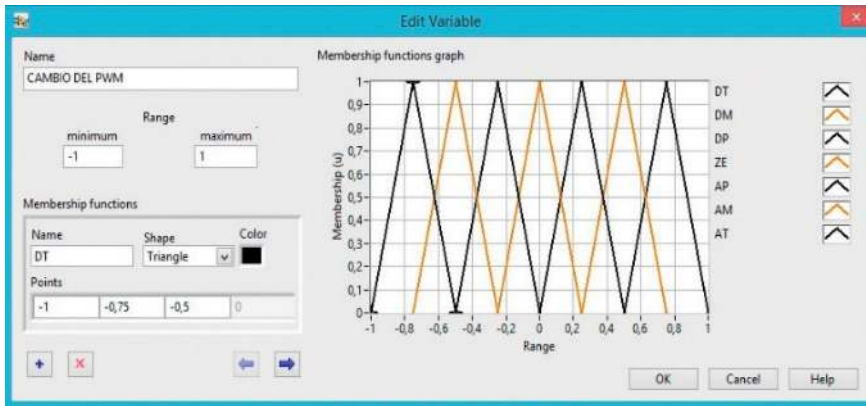 Edit Variable
Name
CAMBIO DEL PWM
Range
minimum maximum
-1 1
Membership functions
Name Shape Color
DT Triangle
Points
-1 -0,75 -0,5 0
Membership functions graph
Membership (u)
1
0,9
0,8
0,7
0,6
0,5
0,4
0,3
0,2
0,1
0
-1 -0,8 -0,6 -0,4 -0,2 0 0,2 0,4 0,6 0,8 1
Range
DT
DM
DP
ZE
AP
AM
AT
OK Cancel Help